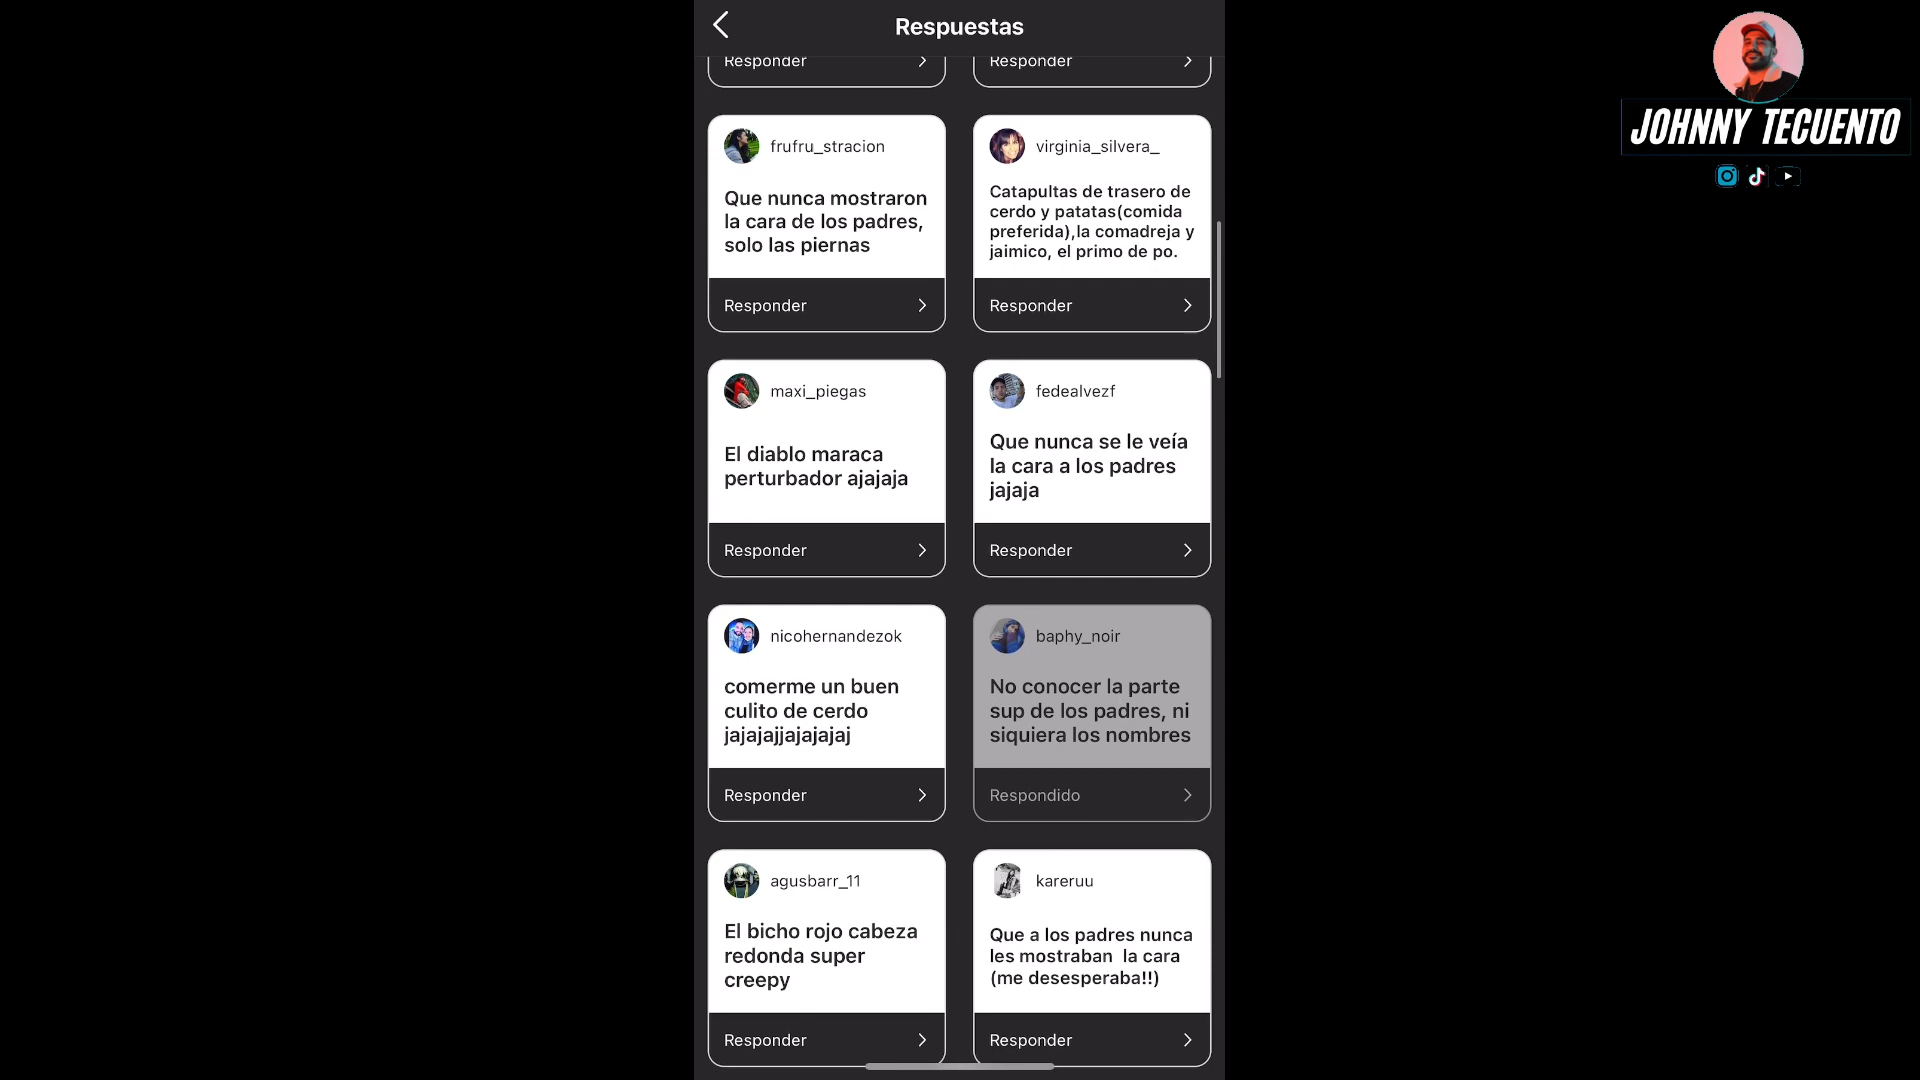 Respuestas
Responder
Responder
JOHNNY TECUENTO
frufru_stracion
Que nunca mostraron
la cara de los padres,
solo las piernas
Responder
virginia_silvera_
Catapultas de trasero de
cerdo y patatas(comida
preferida),la comadreja y
jaimico, el primo de po.
Responder
maxi_piegas
El diablo maraca
perturbador ajajaja
Responder
fedealvezf
Que nunca se le veía
la cara a los padres
jajaja
Responder
nicohernandezok
comerme un buen
culito de cerdo
jajajajjajajajaj
Responder
baphy_noir
No conocer la parte
sup de los padres, ni
siquiera los nombres
Respondido
agusbarr_11
El bicho rojo cabeza
redonda super
creepy
Responder
kareruu
Que a los padres nunca
les mostraban  la cara
(me desesperaba!!)
Responder